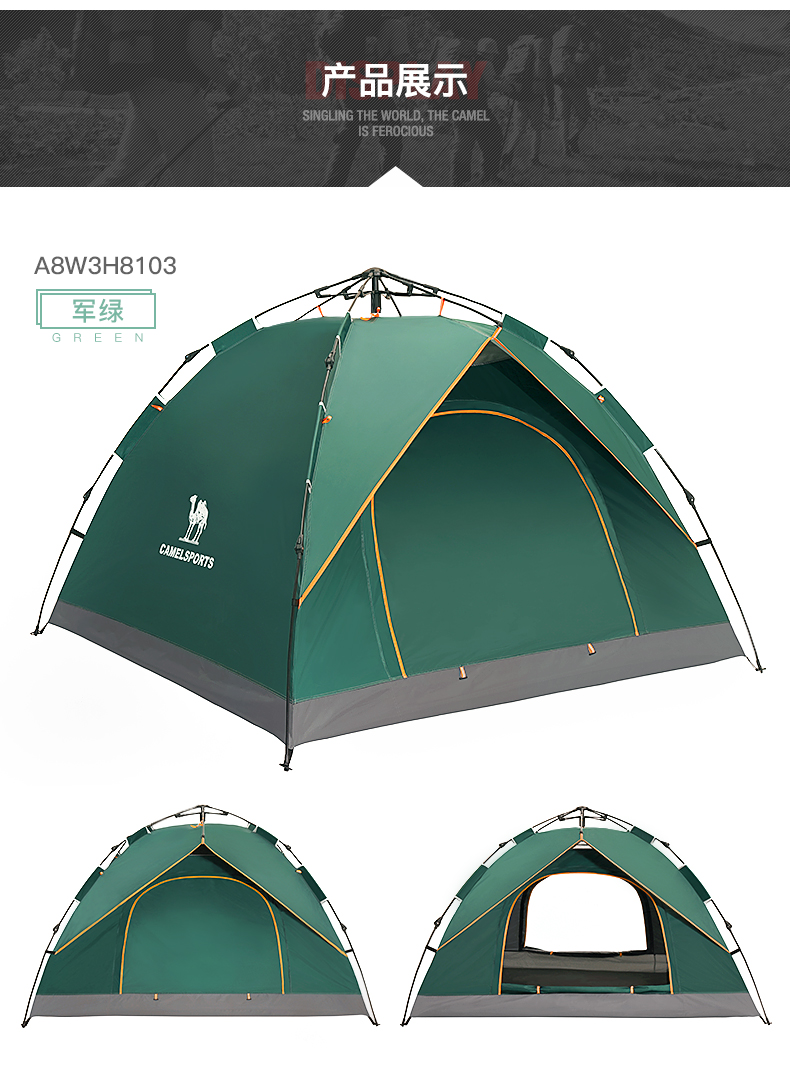 产品展示
SINGLING THE WORLD, THE CAMEL
IS FEROCIOUS
A8W3H8103
军绿
GREEN
CAMELSPORTS